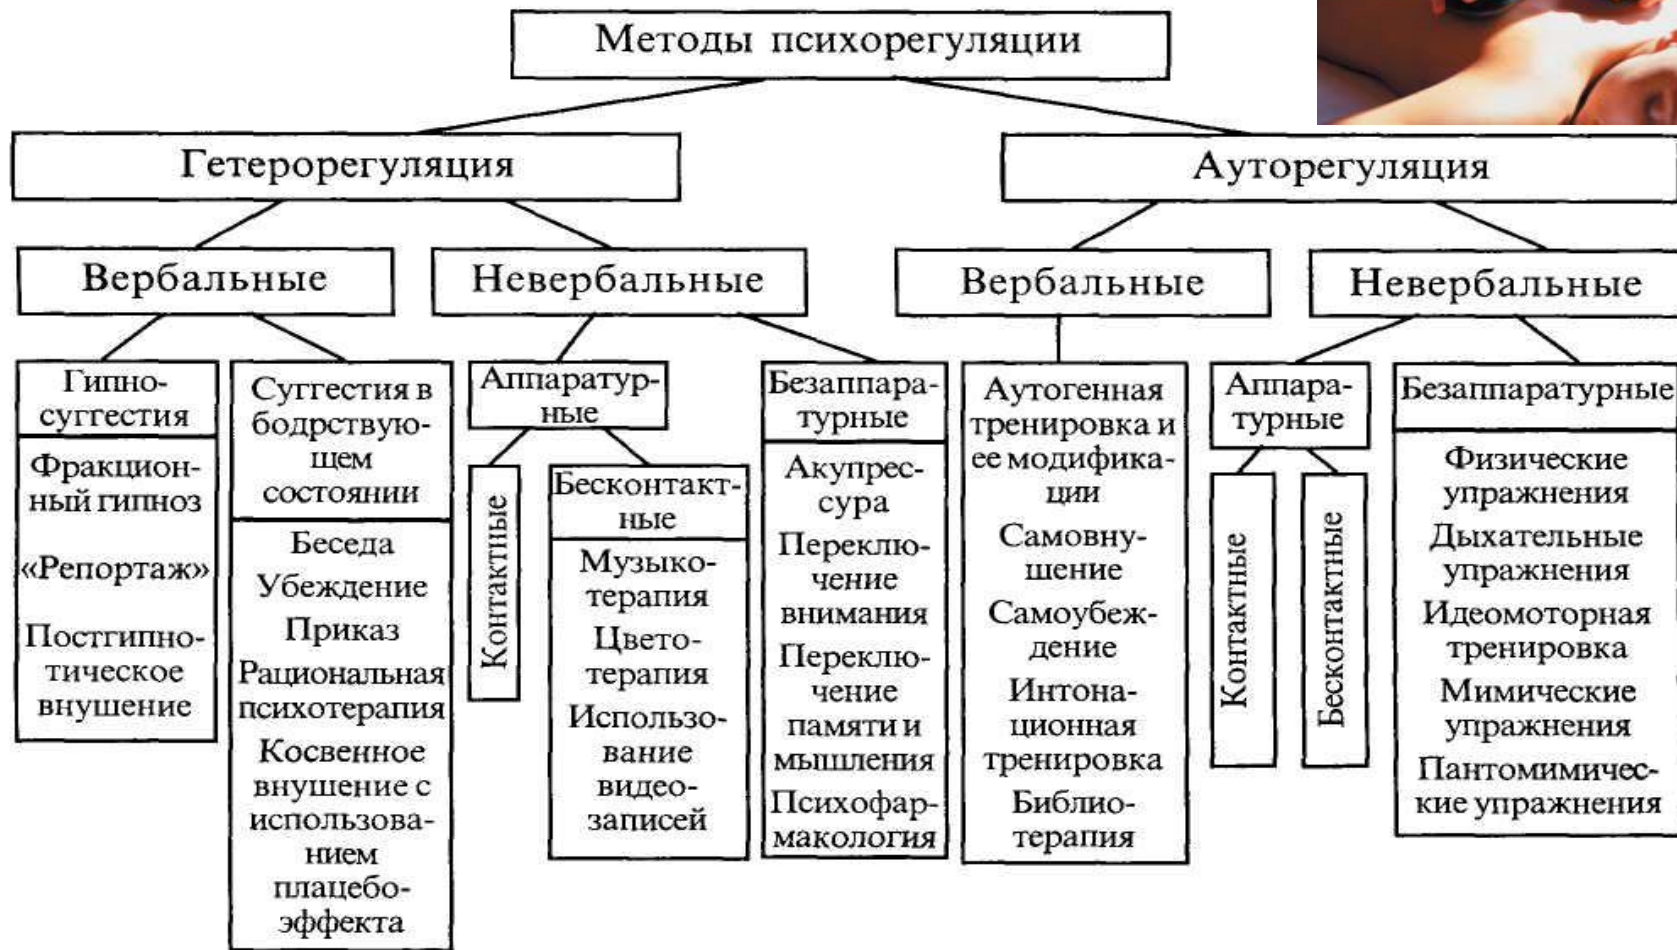 Методы психорегуляции
Гетерорегуляция
Ауторегуляция
Вербальные
Невербальные
Вербальные
Невербальные
Гипно-
суггестия
Фракцион-
ный гипноз
«Репортаж»
Постгипно-
тическое
внушение
Суггестия в
бодрствую-
щем
состоянии
Беседа
Убеждение
Приказ
Рациональная
психотерапия
Косвенное
внушение с
использова-
нием
плацебо-
эффекта
Аппаратур-
ные
Контактные
Бесконтакт-
ные
Музыко-
терапия
Цвето-
терапия
Использо-
вание
видео-
записей
Безаппара-
турные
Акупрес-
сура
Переклю-
чение
внимания
Переклю-
чение
памяти и
мышления
Психофар-
макология
Аутогенная
тренировка и
ее модифика-
ции
Самовну-
шение
Самоубеж-
дение
Интона-
ционная
тренировка
Библио-
терапия
Аппара-
турные
Контактные
Бесконтактные
Безаппаратурные
Физические
упражнения
Дыхательные
упражнения
Идеомоторная
тренировка
Мимические
упражнения
Пантомимичес-
кие упражнения